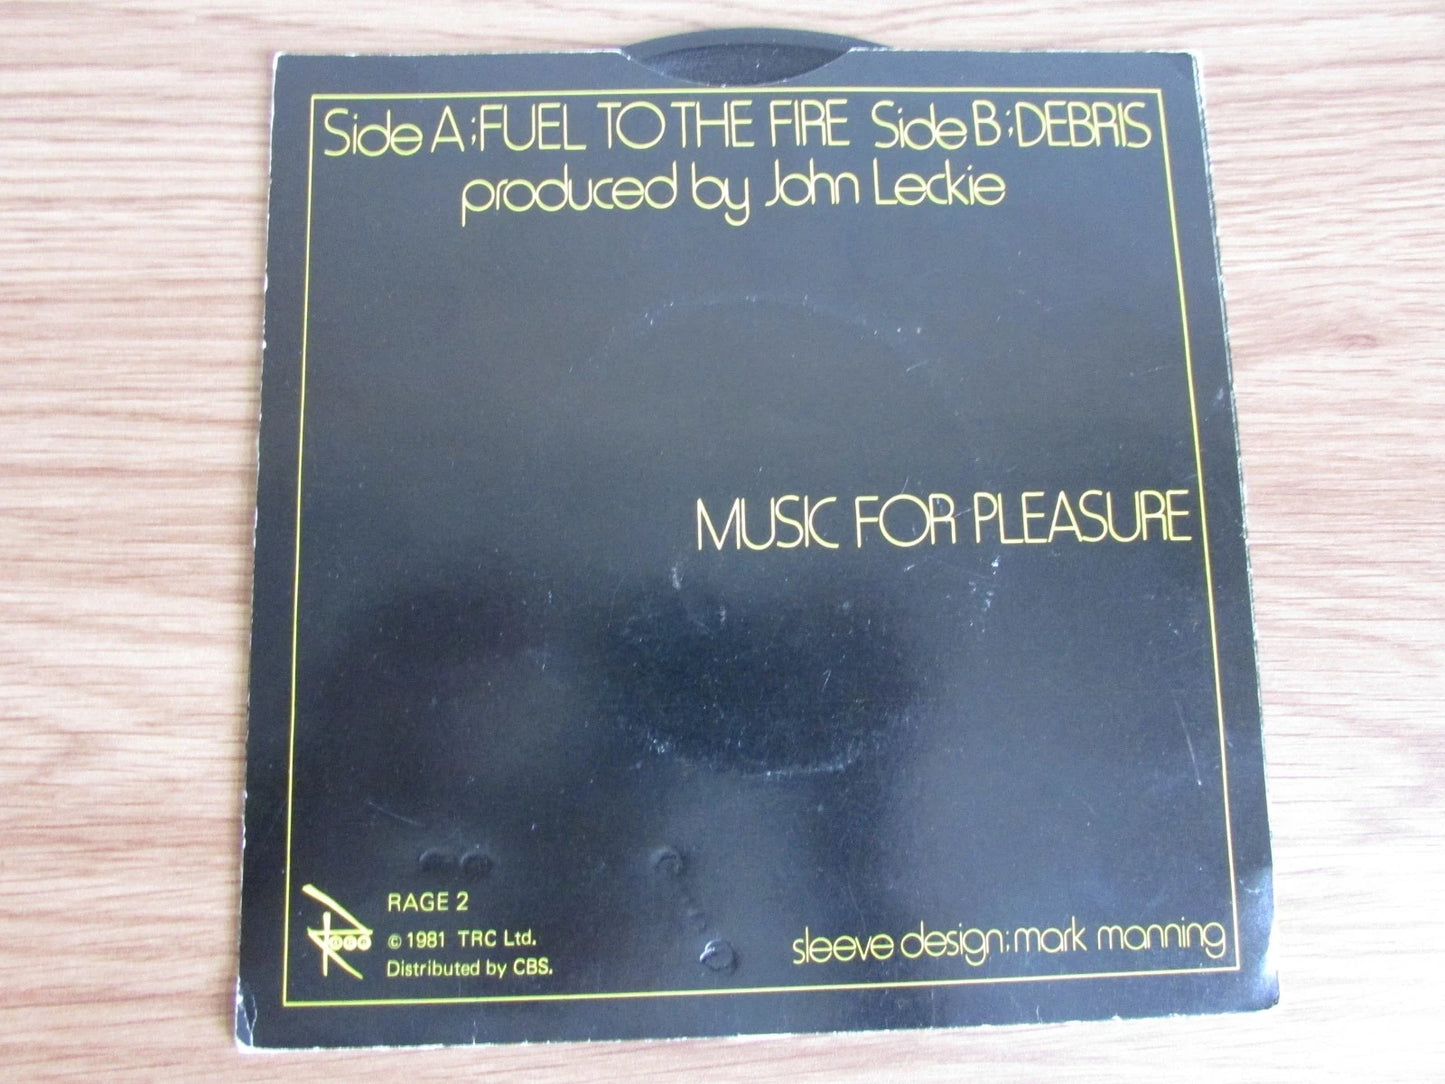 Side A; FUEL TO THE FIRE Side B; DEBRIS
produced by John Leckie
MUSIC FOR PLEASURE
RAGE 2
© 1981 TRC Ltd.
Distributed by CBS.
sleeve design; mark manning